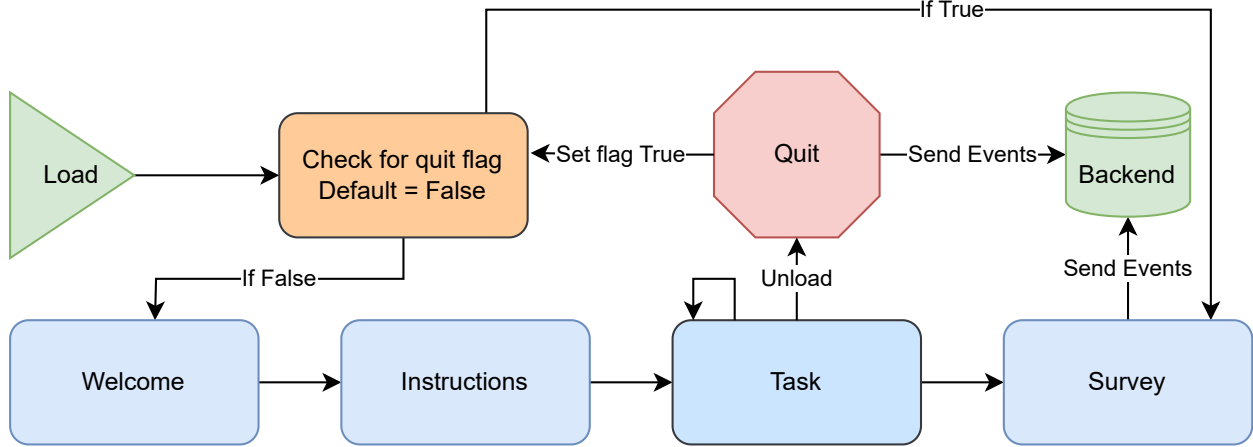 If True
Load
Check for quit flag
Default = False
Set flag True
Quit
Send Events
Backend
If False
Unload
Send Events
Welcome
Instructions
Task
Survey